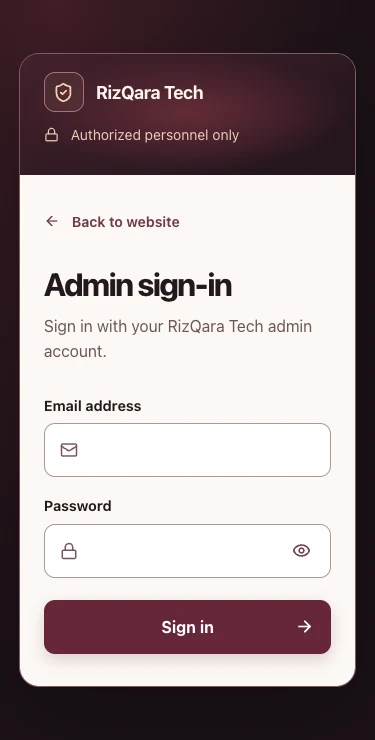 RizQara Tech
Authorized personnel only
Back to website
Admin sign-in
Sign in with your RizQara Tech admin
account.
Email address
Password
Sign in